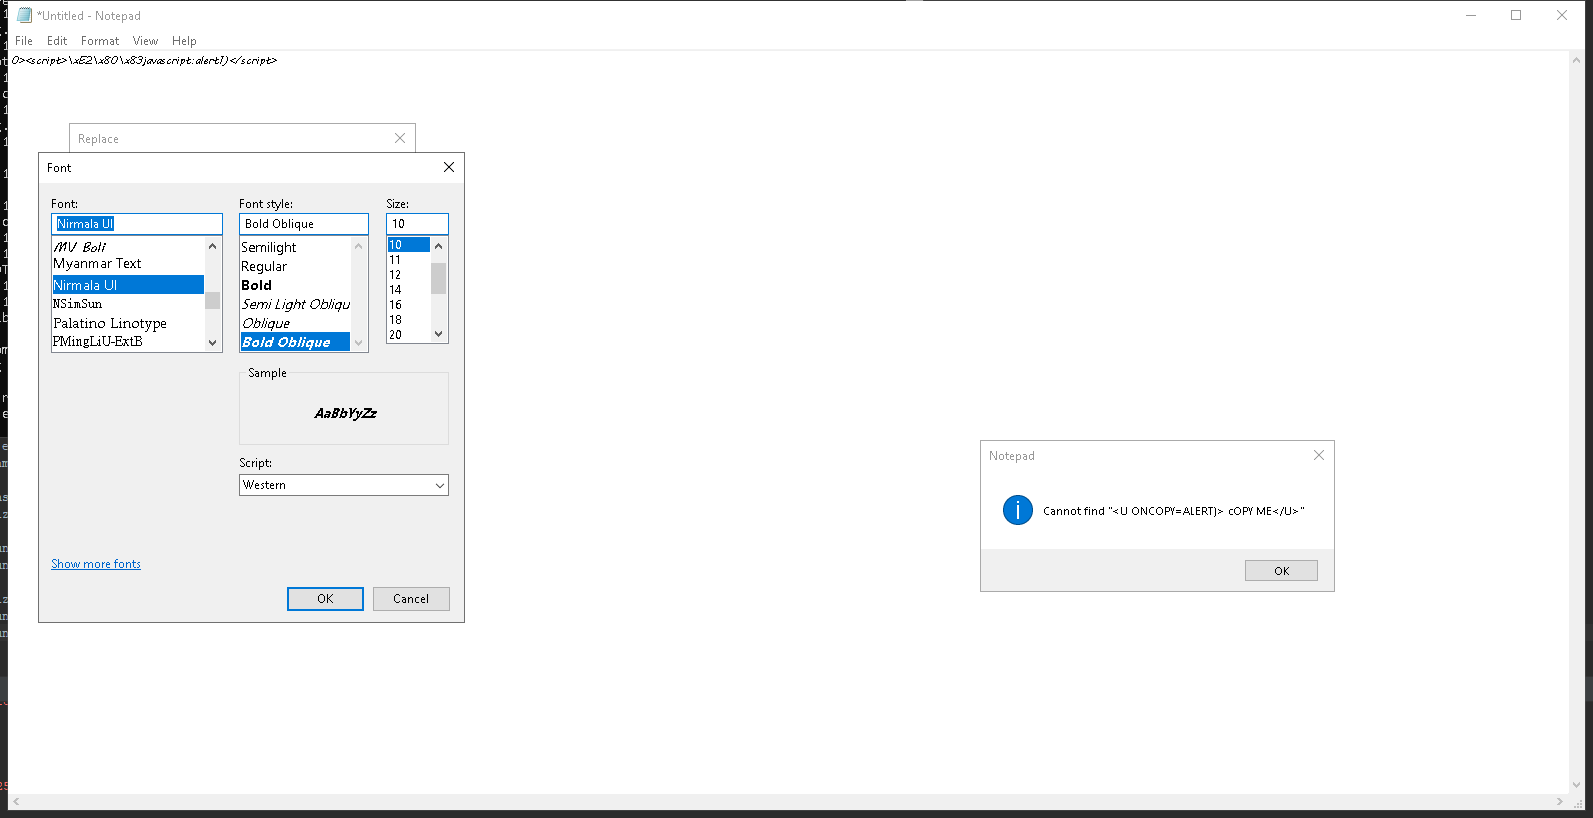 *Untitled - Notepad
File Edit Format View Help
0><script>\xE2\x80\x83javascript:alert1)</script>
Replace
Font
Font: Font style: Size:
Nirmala UI Bold Oblique 10
MV Boli
Myanmar Text
Nirmala UI
NSimSun
Palatino Linotype
PMingLiU-ExtB
Semilight
Regular
Bold
Semi Light Obliqu
Oblique
Bold Oblique
10
11
12
14
16
18
20
Sample
AaBbYyZz
Script:
Western
Show more fonts
OK Cancel
Notepad
Cannot find "<U ONCOPY=ALERT)> cOPY ME</U>"
OK